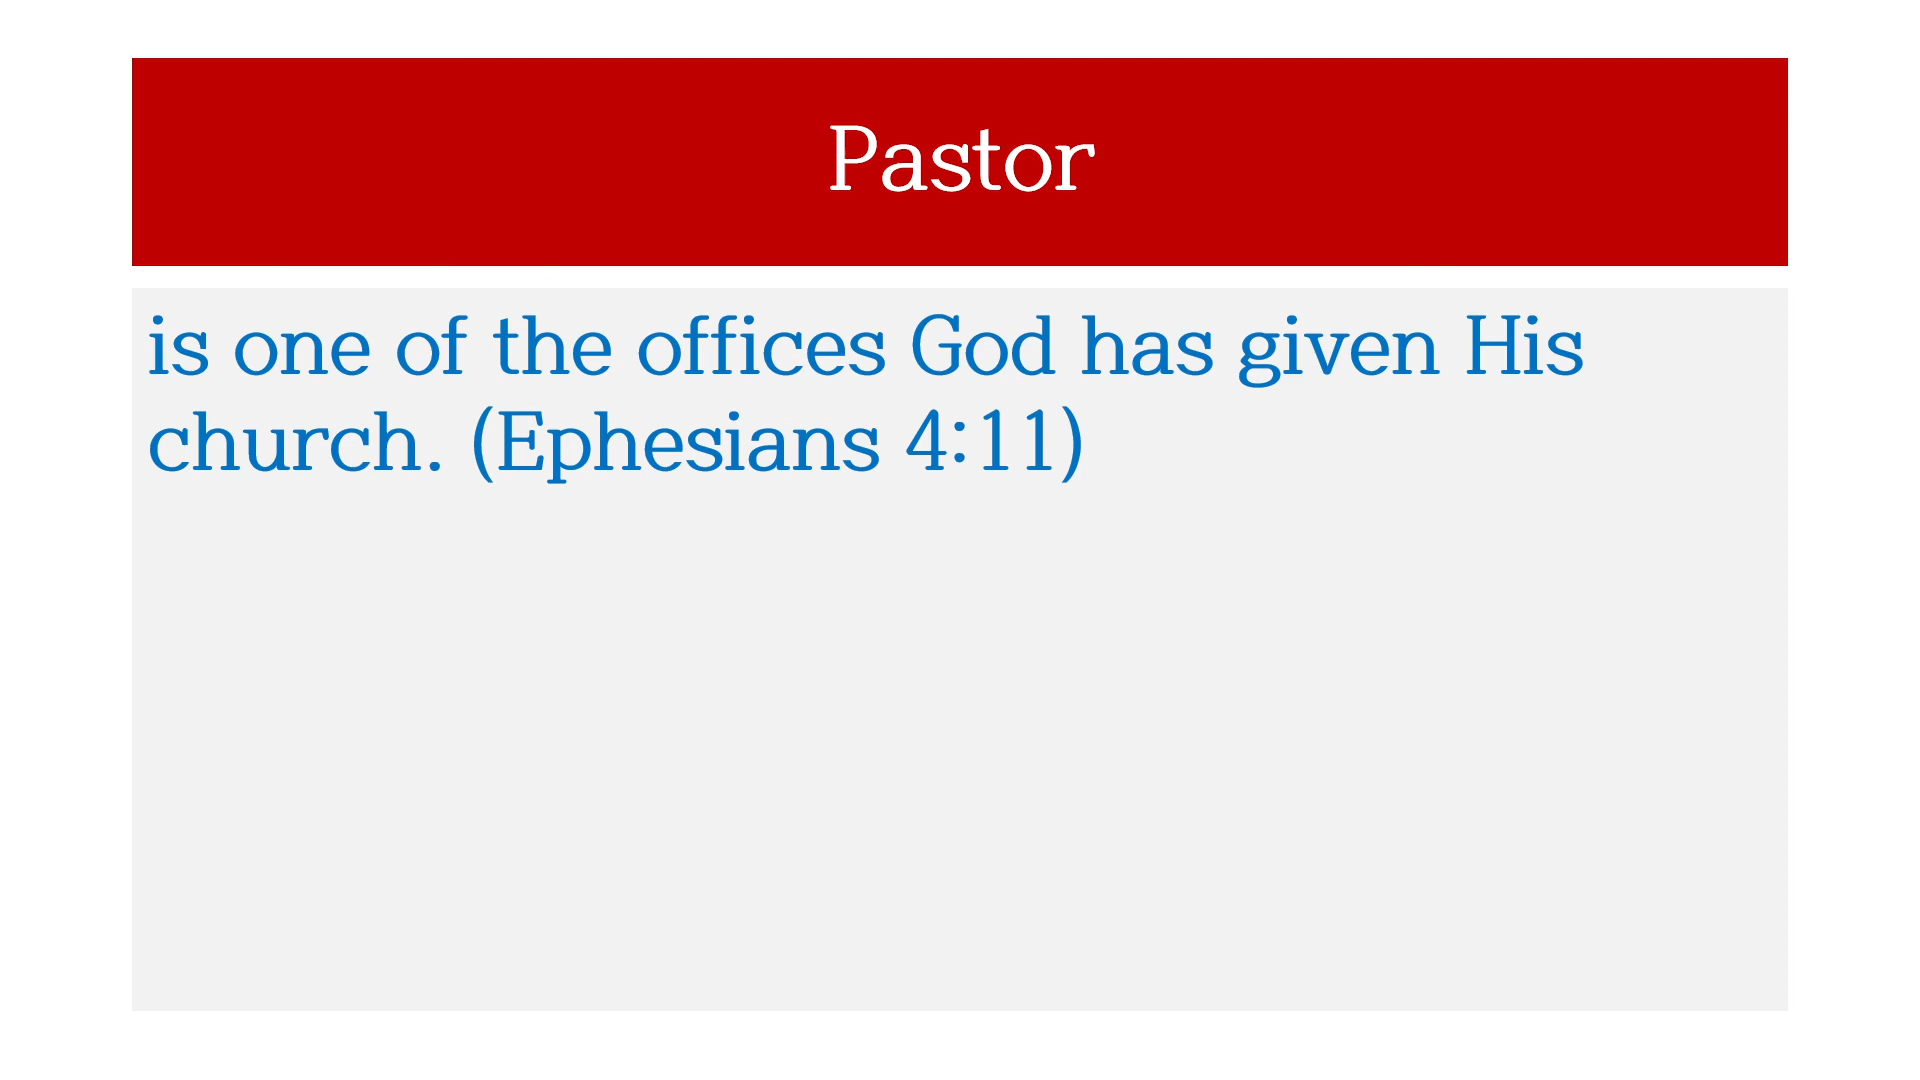 Pastor
is one of the offices God has given His
church. (Ephesians 4:11)